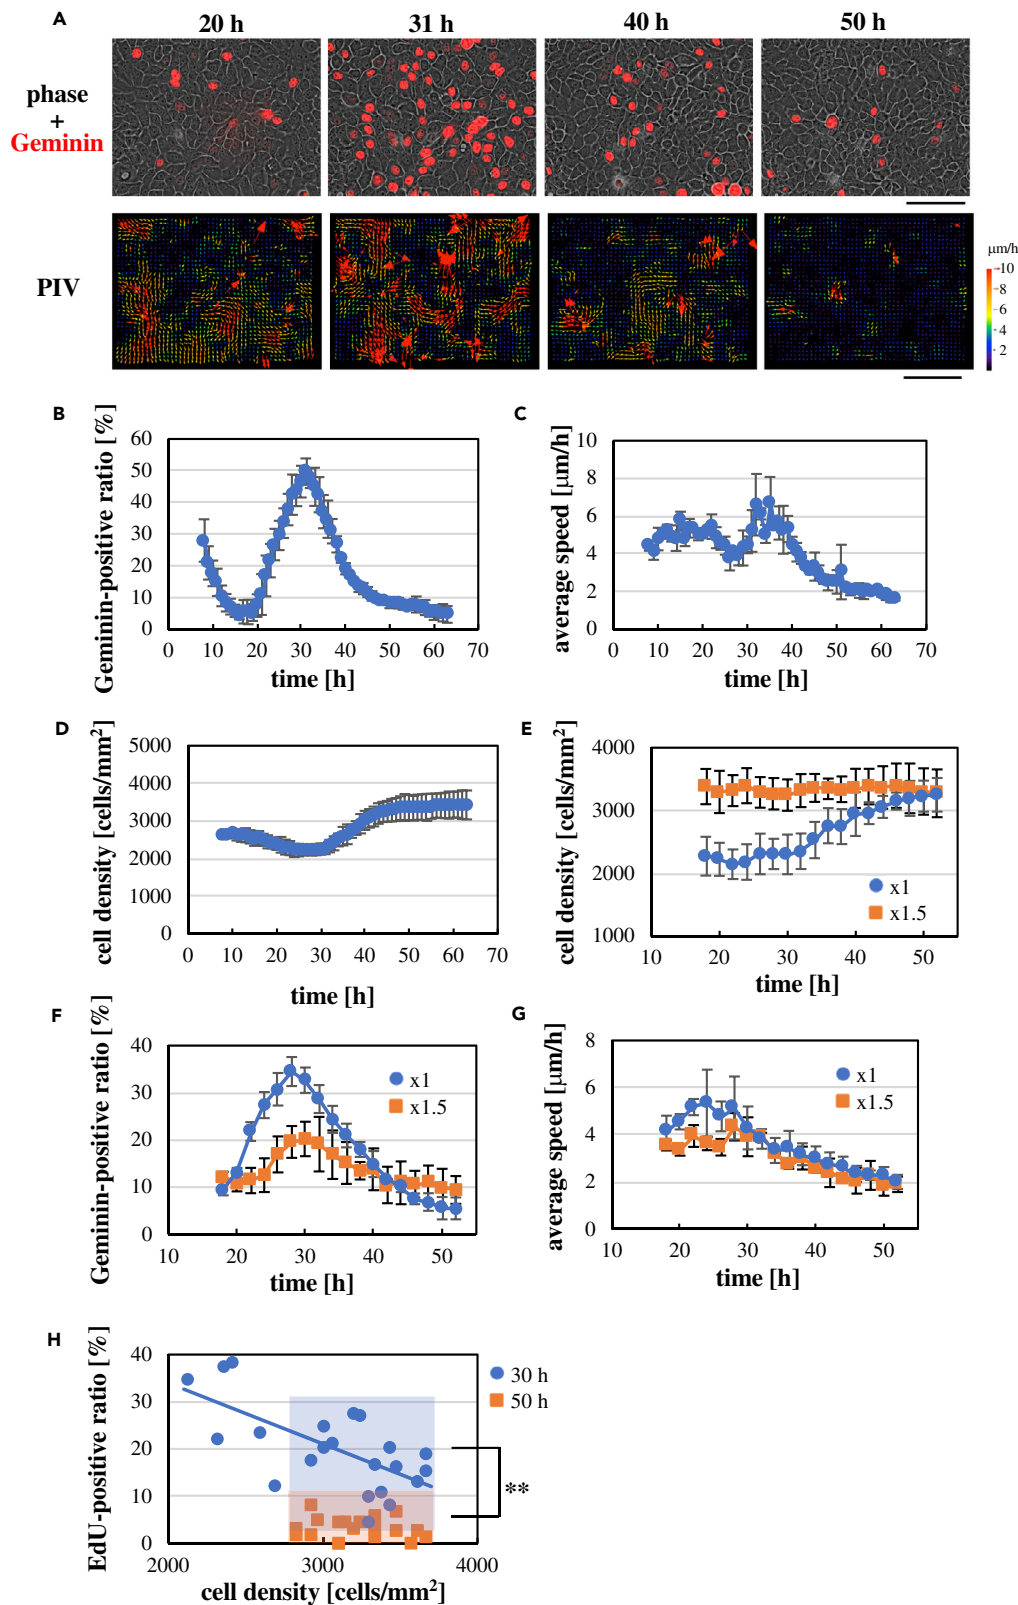 A
20 h 31 h 40 h 50 h
phase
+
Geminin
PIV
μm/h
10
8
6
4
2
B
Geminin-positive ratio [%]
60
50
40
30
20
10
0
0 10 20 30 40 50 60 70
time [h]
C
average speed [μm/h]
10
8
6
4
2
0
0 10 20 30 40 50 60 70
time [h]
D
cell density [cells/mm²]
5000
4000
3000
2000
1000
0
0 10 20 30 40 50 60 70
time [h]
E
cell density [cells/mm²]
4000
3000
2000
1000
x1
x1.5
10 20 30 40 50
time [h]
F
Geminin-positive ratio [%]
40
30
20
10
0
x1
x1.5
10 20 30 40 50
time [h]
G
average speed [μm/h]
8
6
4
2
0
x1
x1.5
10 20 30 40 50
time [h]
H
EdU-positive ratio [%]
40
30
20
10
0
30 h
50 h
**
2000 3000 4000
cell density [cells/mm²]